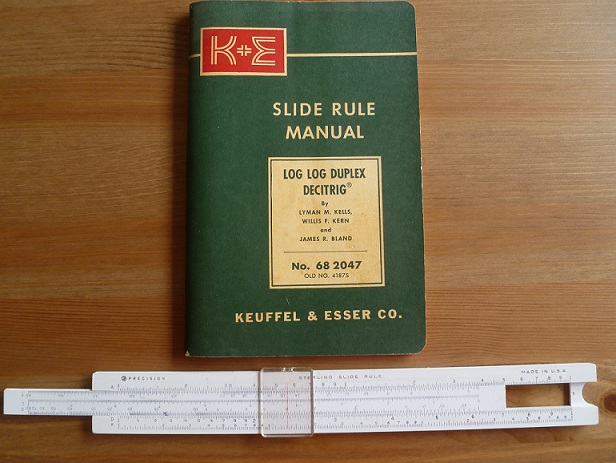 K+E
SLIDE RULE
MANUAL
LOG LOG DUPLEX
DECITRIG®
By
LYMAN M. KELLS,
WILLIS F. KERN
and
JAMES R. BLAND
No. 68 2047
OLD NO. 4187S
KEUFFEL & ESSER CO.
PRECISION STERLING SLIDE RULE MADE IN U.S.A.